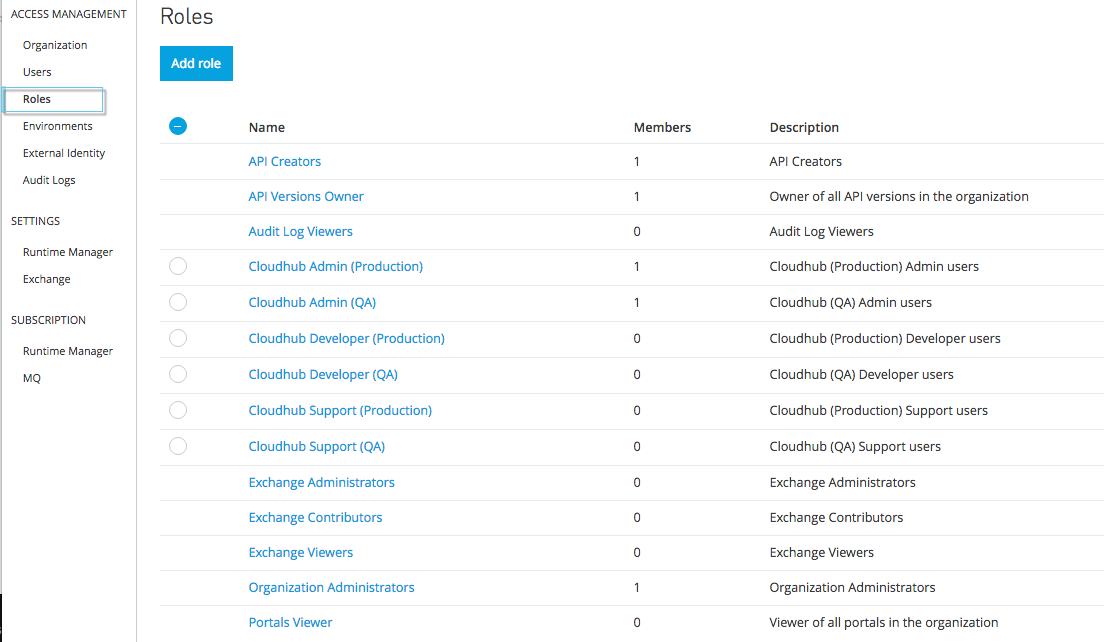 ACCESS MANAGEMENT
Organization
Users
Roles
Environments
External Identity
Audit Logs
SETTINGS
Runtime Manager
Exchange
SUBSCRIPTION
Runtime Manager
MQ
Roles
Add role
Name Members Description
API Creators 1 API Creators
API Versions Owner 1 Owner of all API versions in the organization
Audit Log Viewers 0 Audit Log Viewers
Cloudhub Admin (Production) 1 Cloudhub (Production) Admin users
Cloudhub Admin (QA) 1 Cloudhub (QA) Admin users
Cloudhub Developer (Production) 0 Cloudhub (Production) Developer users
Cloudhub Developer (QA) 0 Cloudhub (QA) Developer users
Cloudhub Support (Production) 0 Cloudhub (Production) Support users
Cloudhub Support (QA) 0 Cloudhub (QA) Support users
Exchange Administrators 0 Exchange Administrators
Exchange Contributors 0 Exchange Contributors
Exchange Viewers 0 Exchange Viewers
Organization Administrators 1 Organization Administrators
Portals Viewer 0 Viewer of all portals in the organization